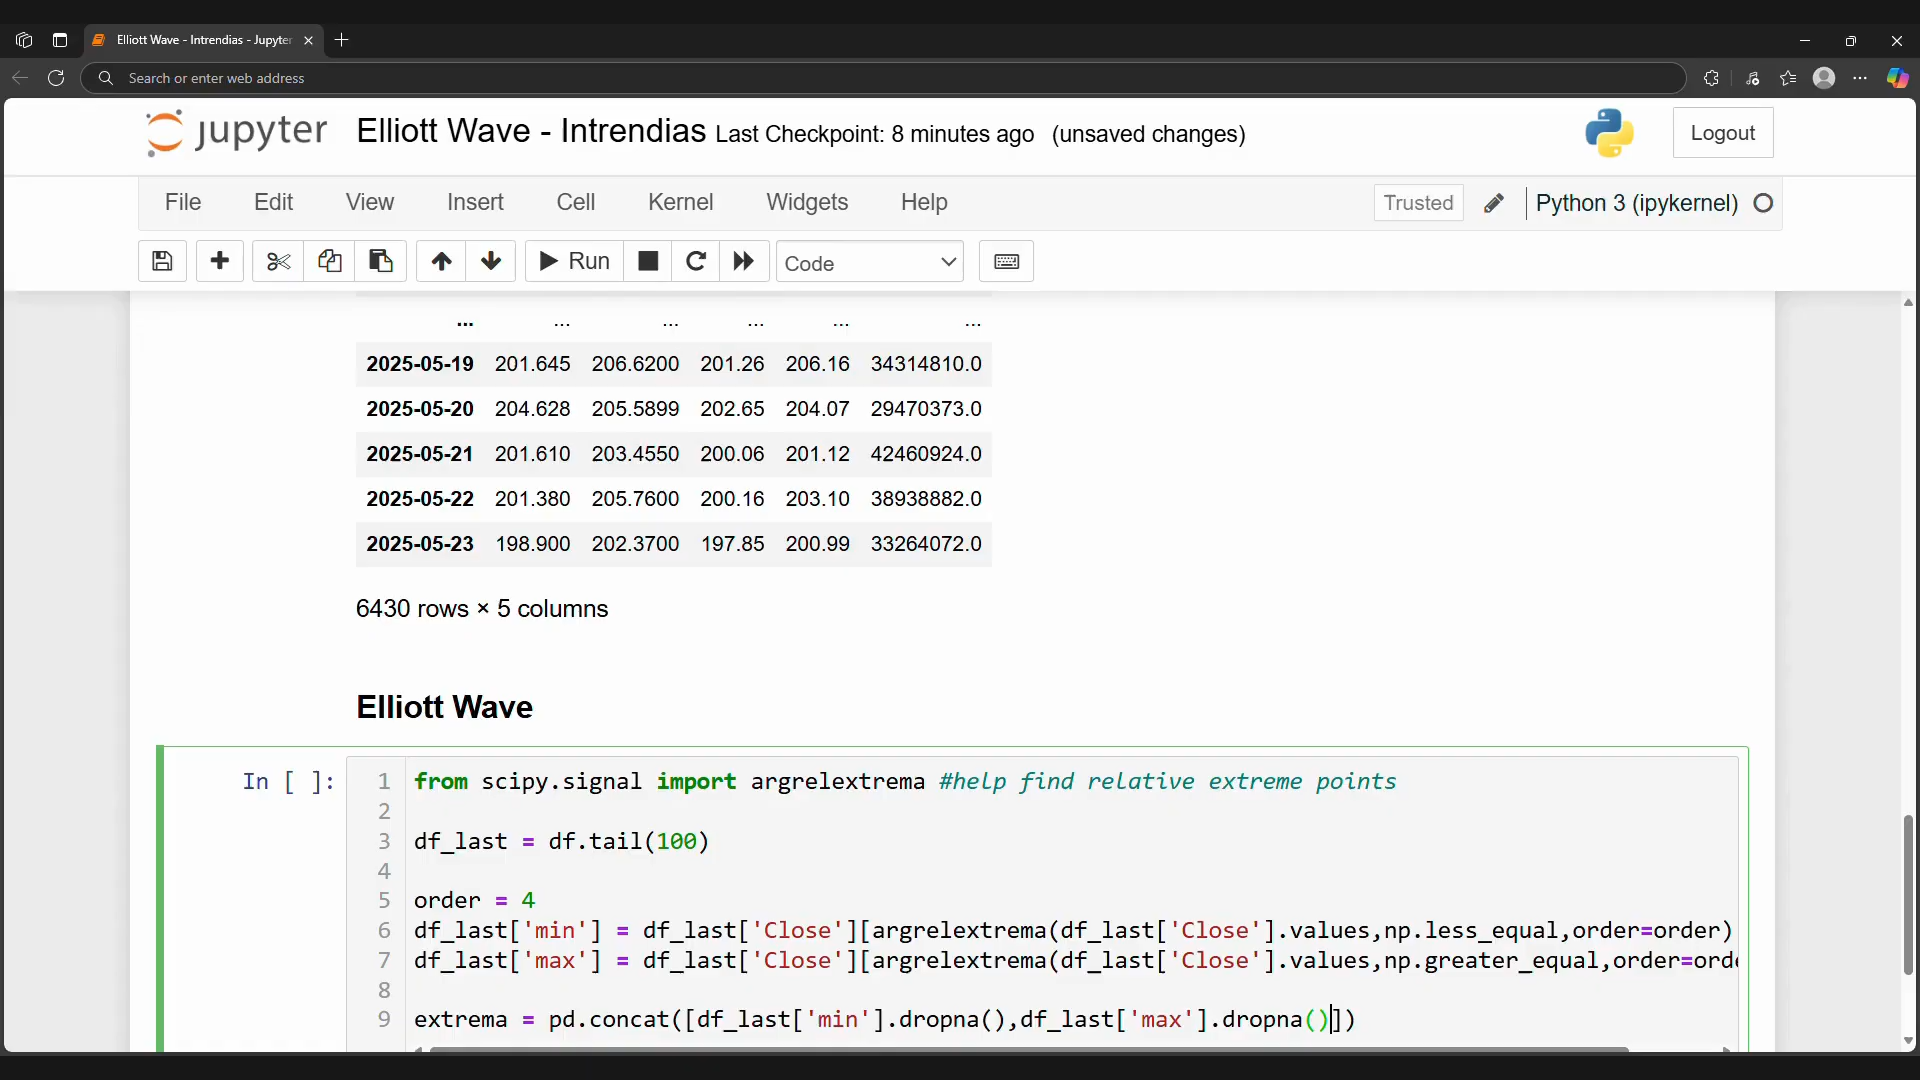 Elliott Wave - Intrendias - Jupyter
Search or enter web address
jupyter Elliott Wave - Intrendias Last Checkpoint: 8 minutes ago (unsaved changes)
Logout
File Edit View Insert Cell Kernel Widgets Help
Trusted Python 3 (ipykernel)
Run Code
... ... ... ... ... ...
2025-05-19 201.645 206.6200 201.26 206.16 34314810.0
2025-05-20 204.628 205.5899 202.65 204.07 29470373.0
2025-05-21 201.610 203.4550 200.06 201.12 42460924.0
2025-05-22 201.380 205.7600 200.16 203.10 38938882.0
2025-05-23 198.900 202.3700 197.85 200.99 33264072.0
6430 rows × 5 columns
Elliott Wave
In [ ]:
1 from scipy.signal import argrelextrema #help find relative extreme points
2
3 df_last = df.tail(100)
4
5 order = 4
6 df_last['min'] = df_last['Close'][argrelextrema(df_last['Close'].values,np.less_equal,order=order)
7 df_last['max'] = df_last['Close'][argrelextrema(df_last['Close'].values,np.greater_equal,order=ord
8
9 extrema = pd.concat([df_last['min'].dropna(),df_last['max'].dropna()])